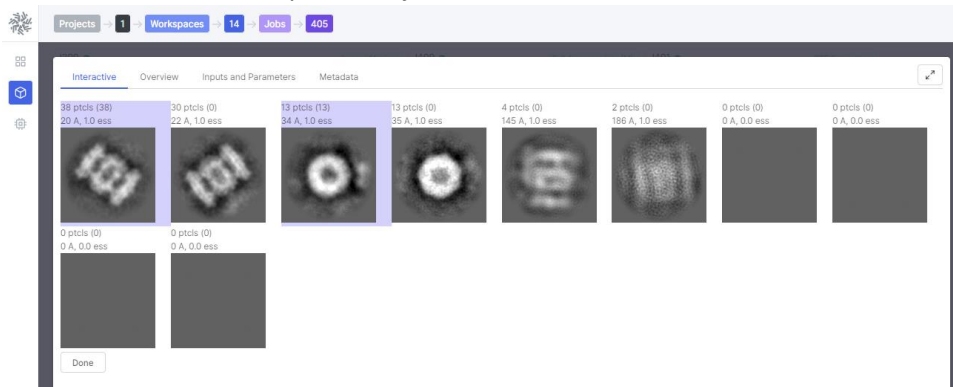 Projects → 1 → Workspaces → 14 → Jobs → 405
Interactive Overview Inputs and Parameters Metadata
38 ptcls (38) 30 ptcls (0) 13 ptcls (13) 13 ptcls (0) 4 ptcls (0) 2 ptcls (0) 0 ptcls (0) 0 ptcls (0)
20 A, 1.0 ess 22 A, 1.0 ess 34 A, 1.0 ess 35 A, 1.0 ess 145 A, 1.0 ess 186 A, 1.0 ess 0 A, 0.0 ess 0 A, 0.0 ess
0 ptcls (0) 0 ptcls (0)
0 A, 0.0 ess 0 A, 0.0 ess
Done